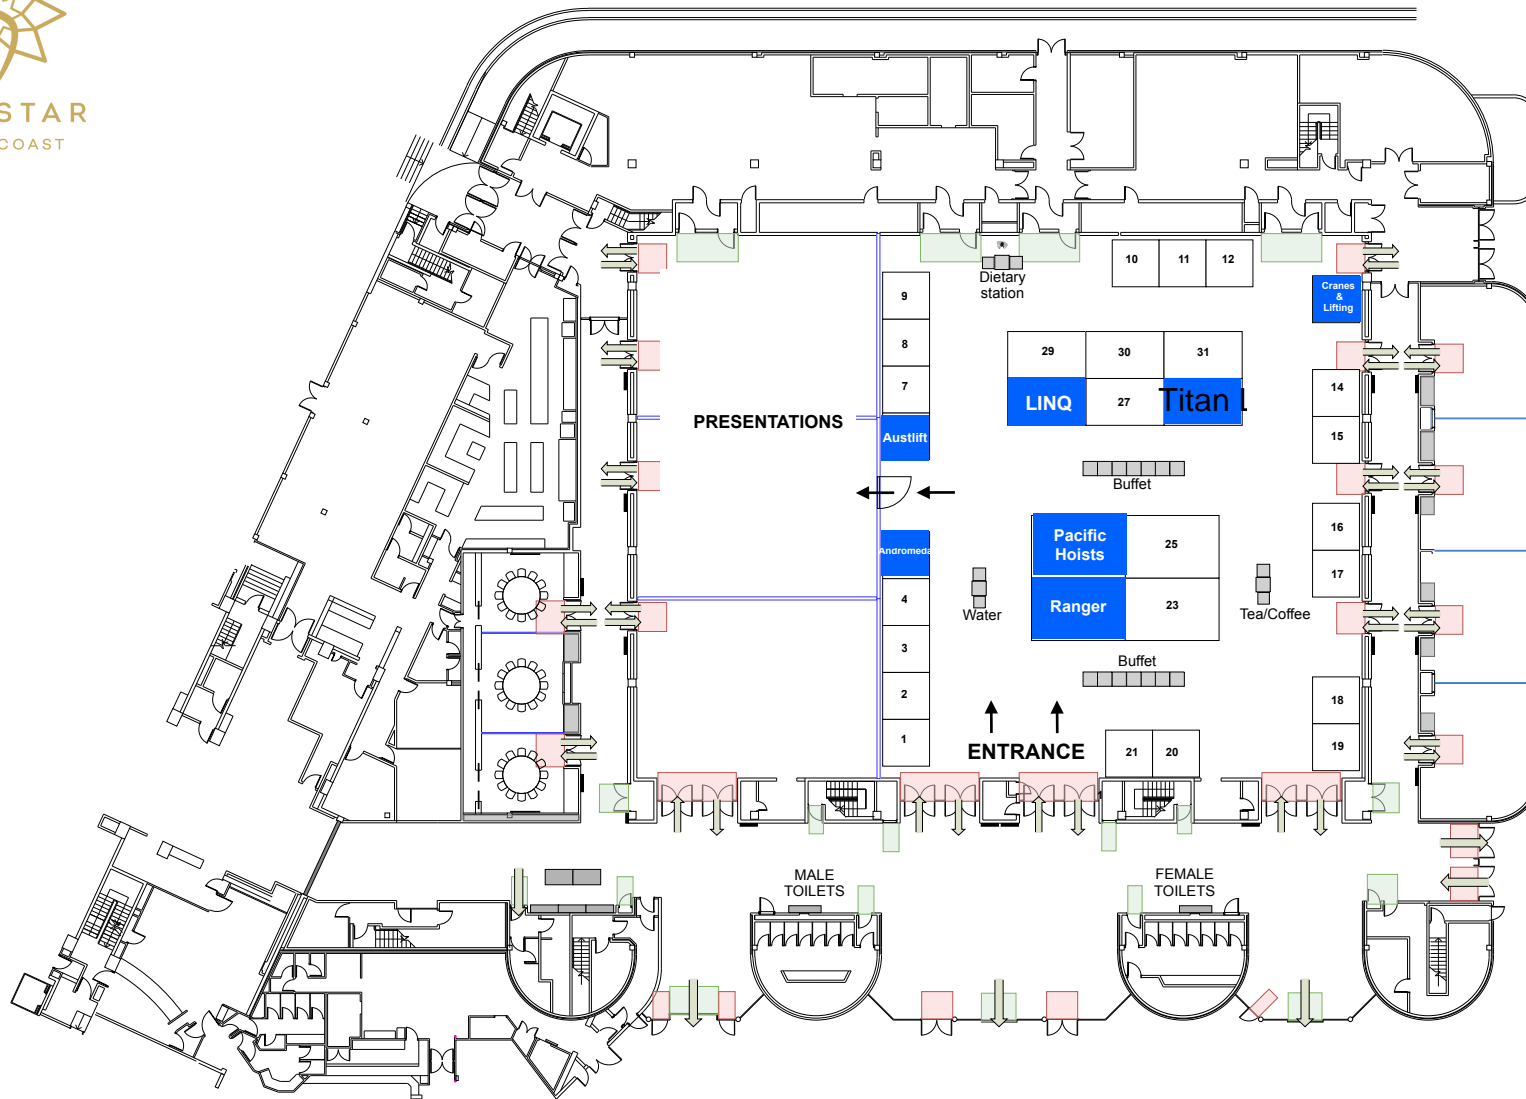 STAR
COAST
10
11
12
Dietary
station
Cranes
&
Lifting
9
8
7
29
30
31
LINQ
27
Titan
14
15
PRESENTATIONS
Austlift
Buffet
16
17
Pacific
Hoists
25
Andromeda
4
3
2
1
Water
Ranger
23
Tea/Coffee
Buffet
18
19
ENTRANCE
21
20
MALE
TOILETS
FEMALE
TOILETS